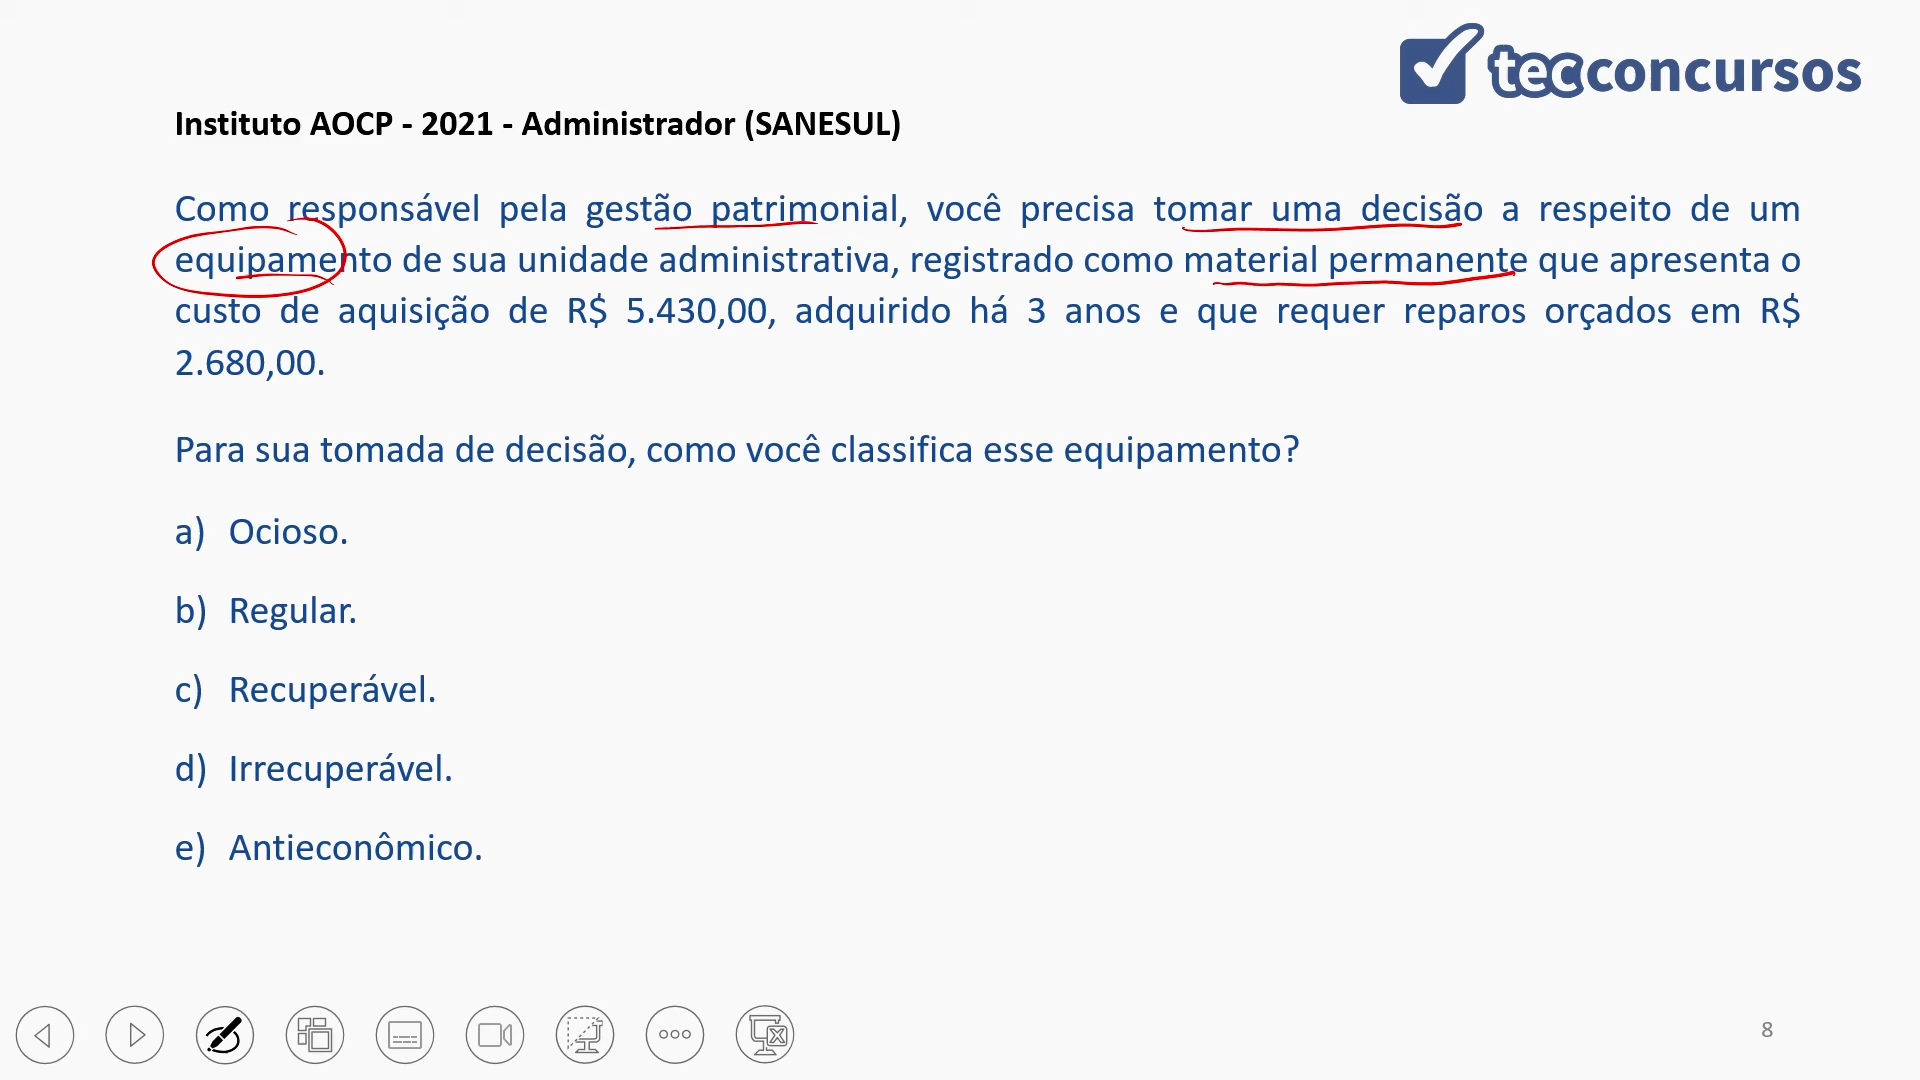 tecconcursos
Instituto AOCP - 2021 - Administrador (SANESUL)
Como responsável pela gestão patrimonial, você precisa tomar uma decisão a respeito de um
equipamento de sua unidade administrativa, registrado como material permanente que apresenta o
custo de aquisição de R$ 5.430,00, adquirido há 3 anos e que requer reparos orçados em R$
2.680,00.
Para sua tomada de decisão, como você classifica esse equipamento?
a) Ocioso.
b) Regular.
c) Recuperável.
d) Irrecuperável.
e) Antieconômico.
8